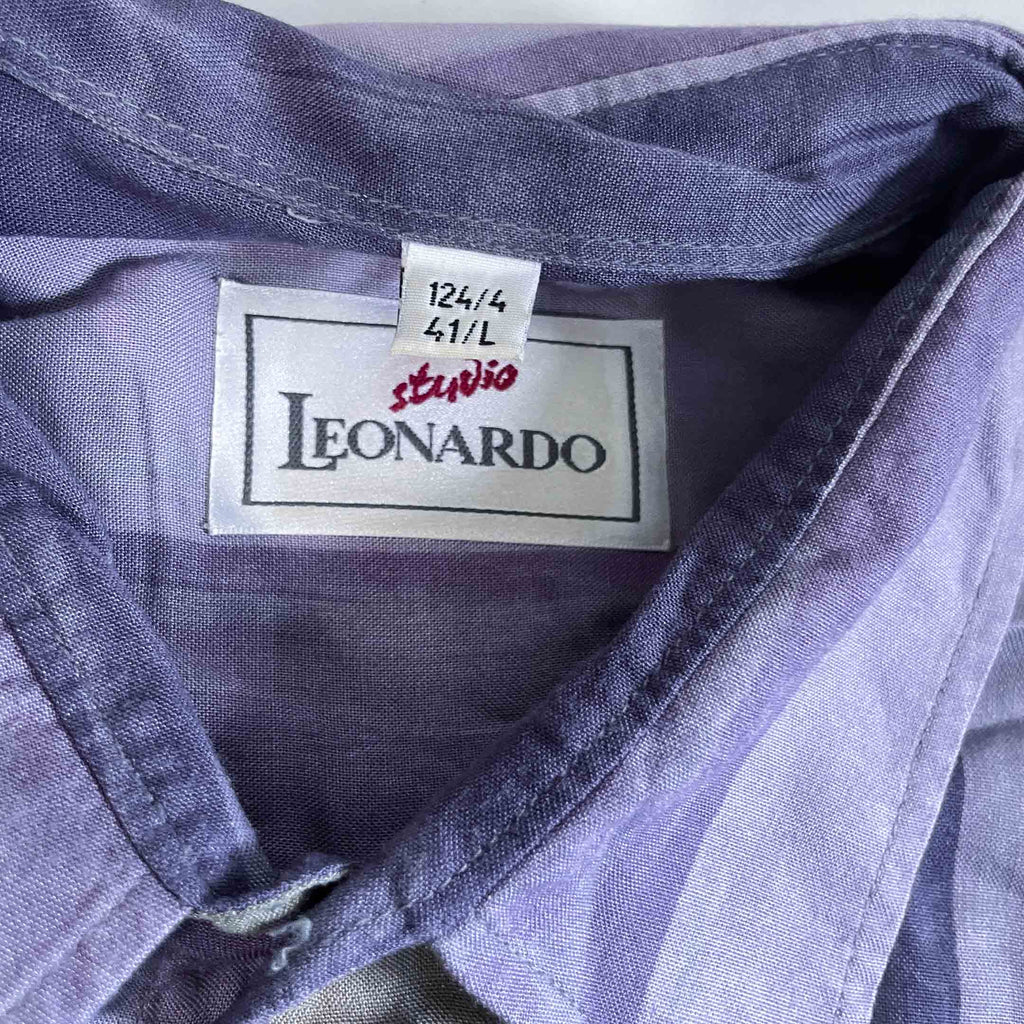 124/4
41/L
studio
LEONARDO